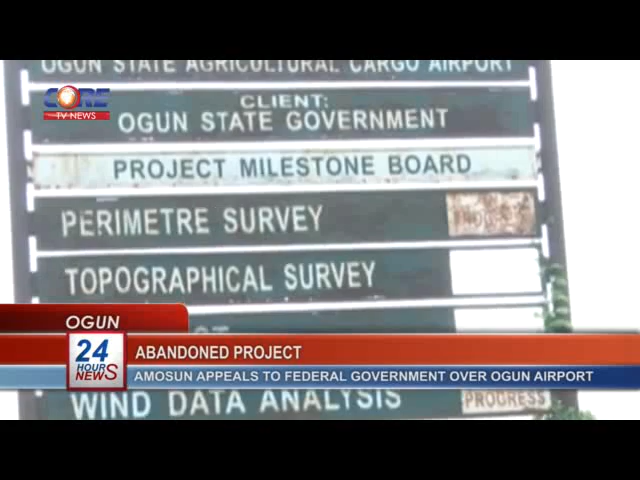 OGUN STATE AGRICULTURAL CARGO AIRPORT
CORE
TV NEWS
CLIENT:
OGUN STATE GOVERNMENT
PROJECT MILESTONE BOARD
PERIMETRE SURVEY
TOPOGRAPHICAL SURVEY
OGUN
24
HOUR
NEWS
ABANDONED PROJECT
AMOSUN APPEALS TO FEDERAL GOVERNMENT OVER OGUN AIRPORT
WIND DATA ANALYSIS
PROGRESS